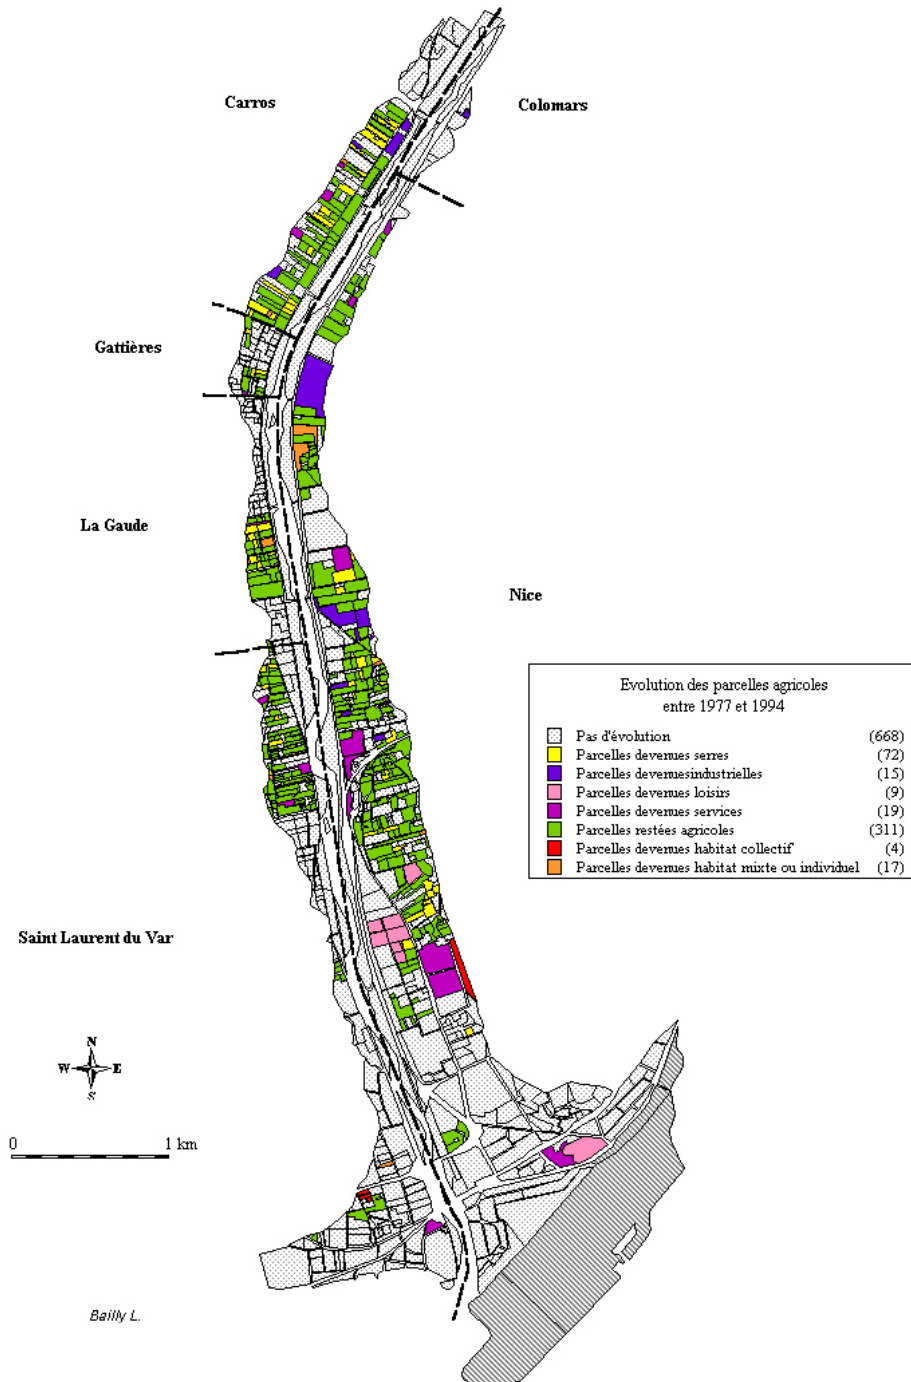 Carros
Colomars
Gattières
La Gaude
Nice
Evolution des parcelles agricoles
entre 1977 et 1994
Pas d'évolution (668)
Parcelles devenues serres (72)
Parcelles devenuesindustrielles (15)
Parcelles devenues loisirs (9)
Parcelles devenues services (19)
Parcelles restées agricoles (311)
Parcelles devenues habitat collectif (4)
Parcelles devenues habitat mixte ou individuel (17)
Saint Laurent du Var
N
W E
S
0 1 km
Bailly L.